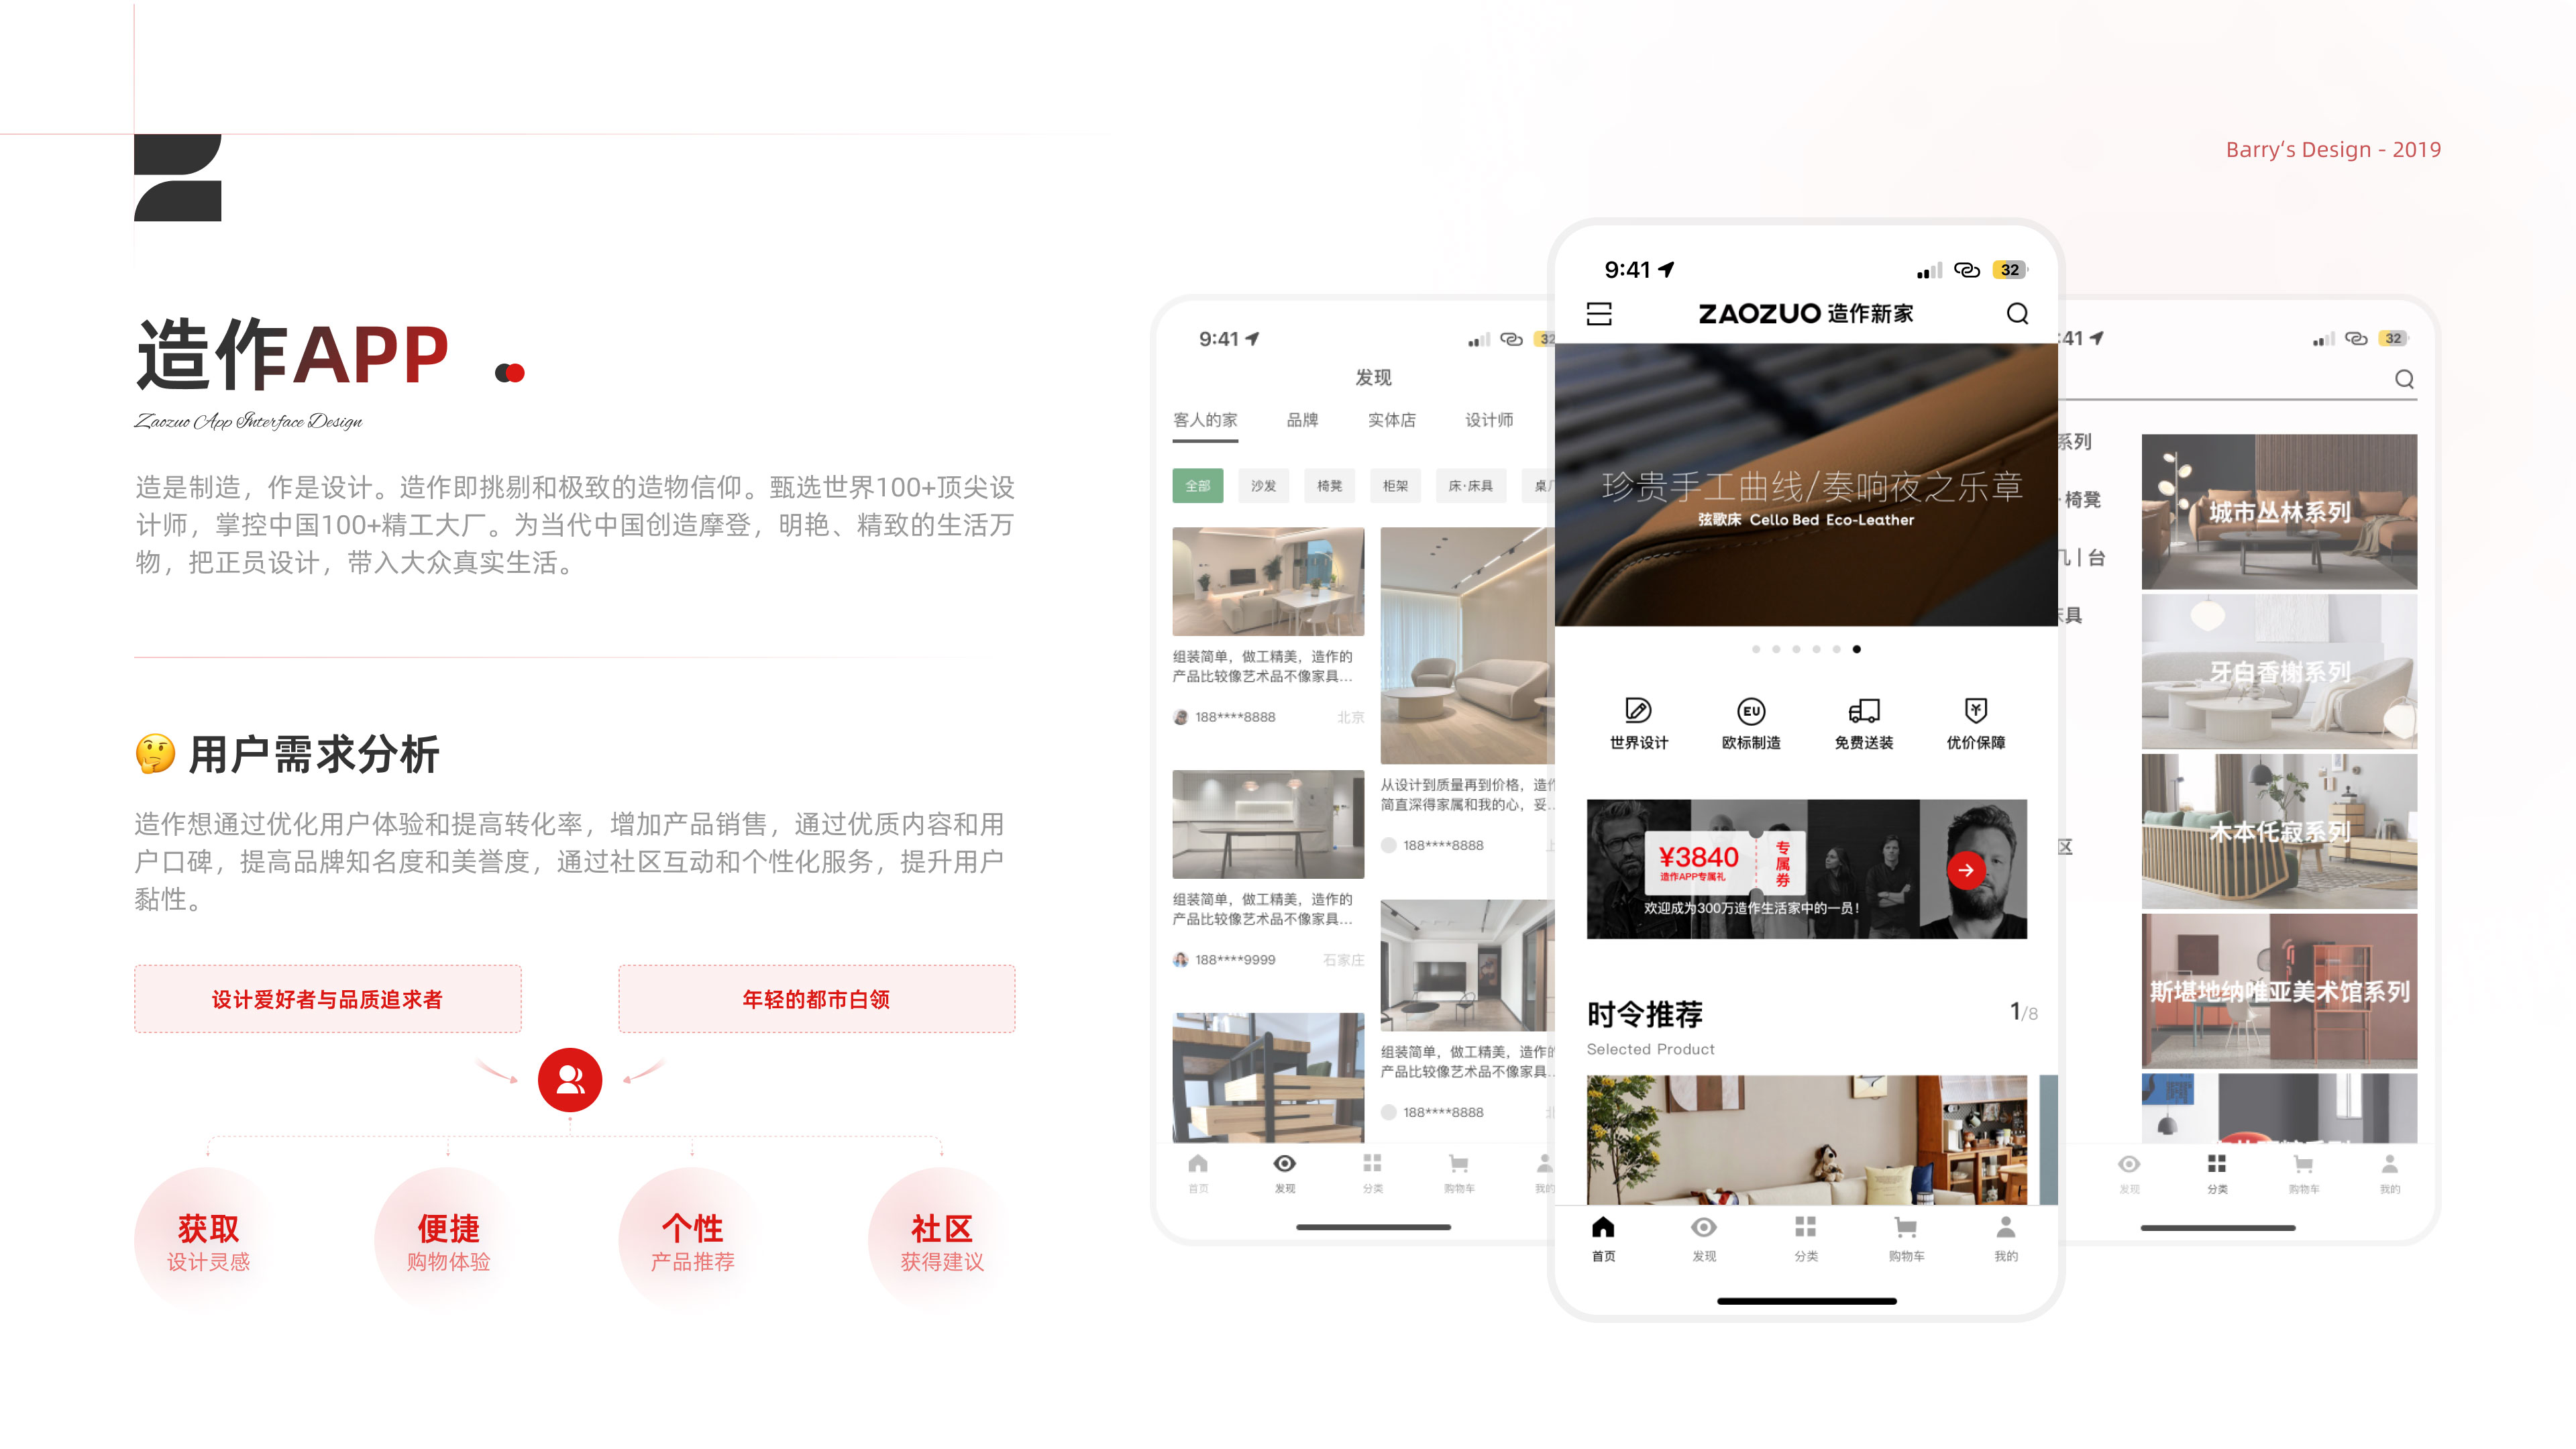 Barry's Design - 2019
造作APP
Zaozuo App Interface Design
造是制造，作是设计。造作即挑剔和极致的造物信仰。甄选世界100+顶尖设
计师，掌控中国100+精工大厂。为当代中国创造摩登，明艳、精致的生活万
物，把正员设计，带入大众真实生活。
🤔 用户需求分析
造作想通过优化用户体验和提高转化率，增加产品销售，通过优质内容和用
户口碑，提高品牌知名度和美誉度，通过社区互动和个性化服务，提升用户
黏性。
设计爱好者与品质追求者
年轻的都市白领
获取
设计灵感
便捷
购物体验
个性
产品推荐
社区
获得建议
9:41
32
发现
客人的家 品牌 实体店 设计师
全部 沙发 椅凳 柜架 床·床具 桌
组装简单，做工精美，造作的
产品比较像艺术品不像家具...
188****8888 北京
组装简单，做工精美，造作的
产品比较像艺术品不像家具...
188****9999 石家庄
从设计到质量再到价格，造作
简直深得家属和我的心，妥...
188****8888
组装简单，做工精美，造作的
产品比较像艺术品不像家具...
188****8888
首页 发现 分类 购物车 我的
9:41
32
ZAOZUO 造作新家
珍贵手工曲线/奏响夜之乐章
弦歌床 Cello Bed Eco-Leather
世界设计 欧标制造 免费送装 优价保障
EU
¥3840
造作APP专属礼
专属券
欢迎成为300万造作生活家中的一员！
时令推荐
1/8
Selected Product
首页 发现 分类 购物车 我的
:41
32
系列
·椅凳
几|台
具
区
城市丛林系列
牙白香榭系列
木本仛寂系列
斯堪地纳唯亚美术馆系列
发现 分类 购物车 我的